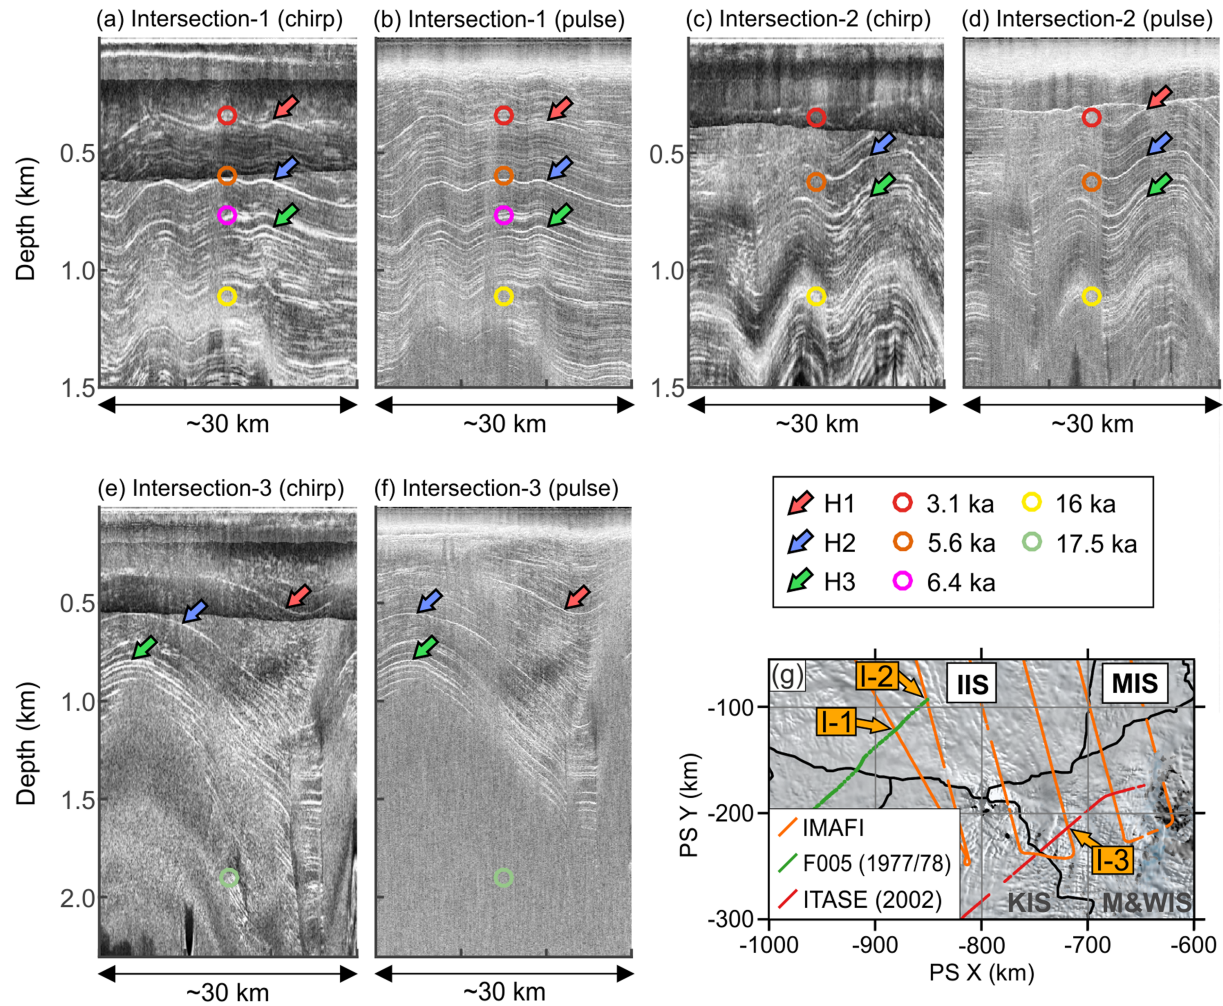 (a) Intersection-1 (chirp)
(b) Intersection-1 (pulse)
(c) Intersection-2 (chirp)
(d) Intersection-2 (pulse)
Depth (km)
0.5
1.0
1.5
0.5
1.0
1.5
~30 km
~30 km
~30 km
~30 km
(e) Intersection-3 (chirp)
(f) Intersection-3 (pulse)
Depth (km)
0.5
1.0
1.5
2.0
~30 km
~30 km
H1
3.1 ka
16 ka
H2
5.6 ka
17.5 ka
H3
6.4 ka
(g)
I-2
IIS
MIS
I-1
I-3
KIS
M&WIS
IMAFI
F005 (1977/78)
ITASE (2002)
PS Y (km)
-100
-200
-300
-1000
-900
-800
-700
-600
PS X (km)